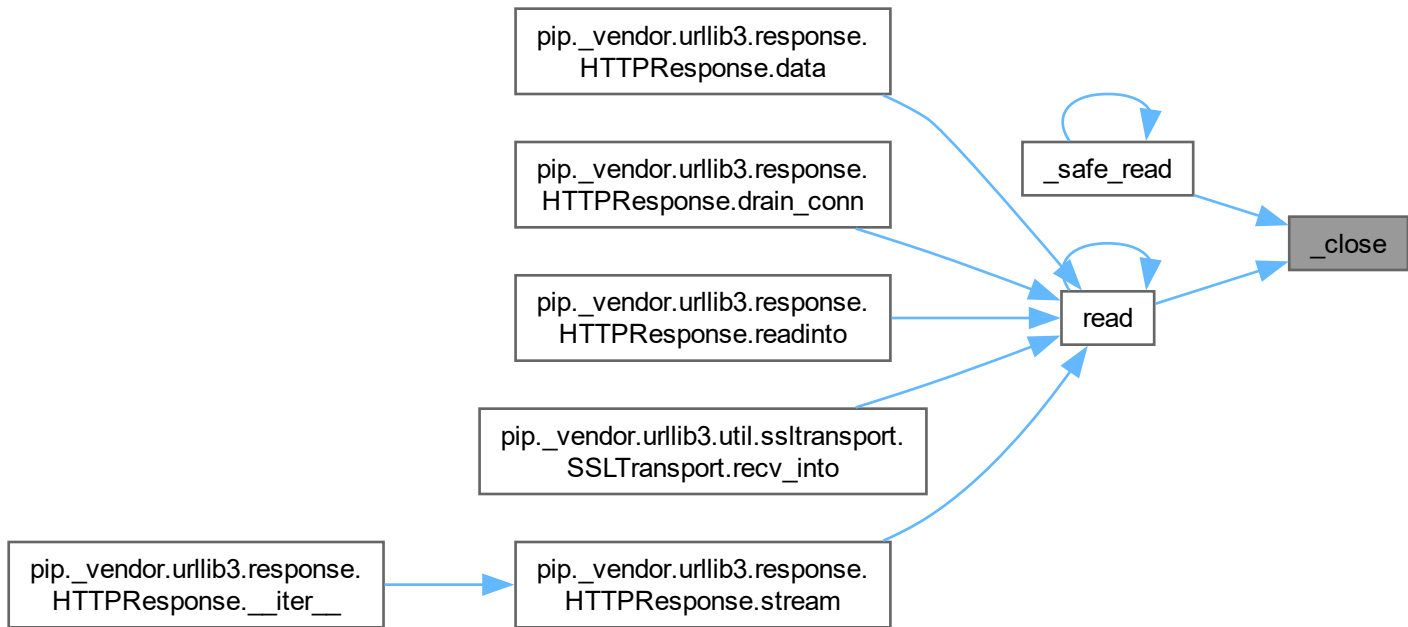 pip._vendor.urllib3.response.
HTTPResponse.data
pip._vendor.urllib3.response.
HTTPResponse.drain_conn
_safe_read
_close
pip._vendor.urllib3.response.
HTTPResponse.readinto
read
pip._vendor.urllib3.util.ssltransport.
SSLTransport.recv_into
pip._vendor.urllib3.response.
HTTPResponse.__iter__
pip._vendor.urllib3.response.
HTTPResponse.stream